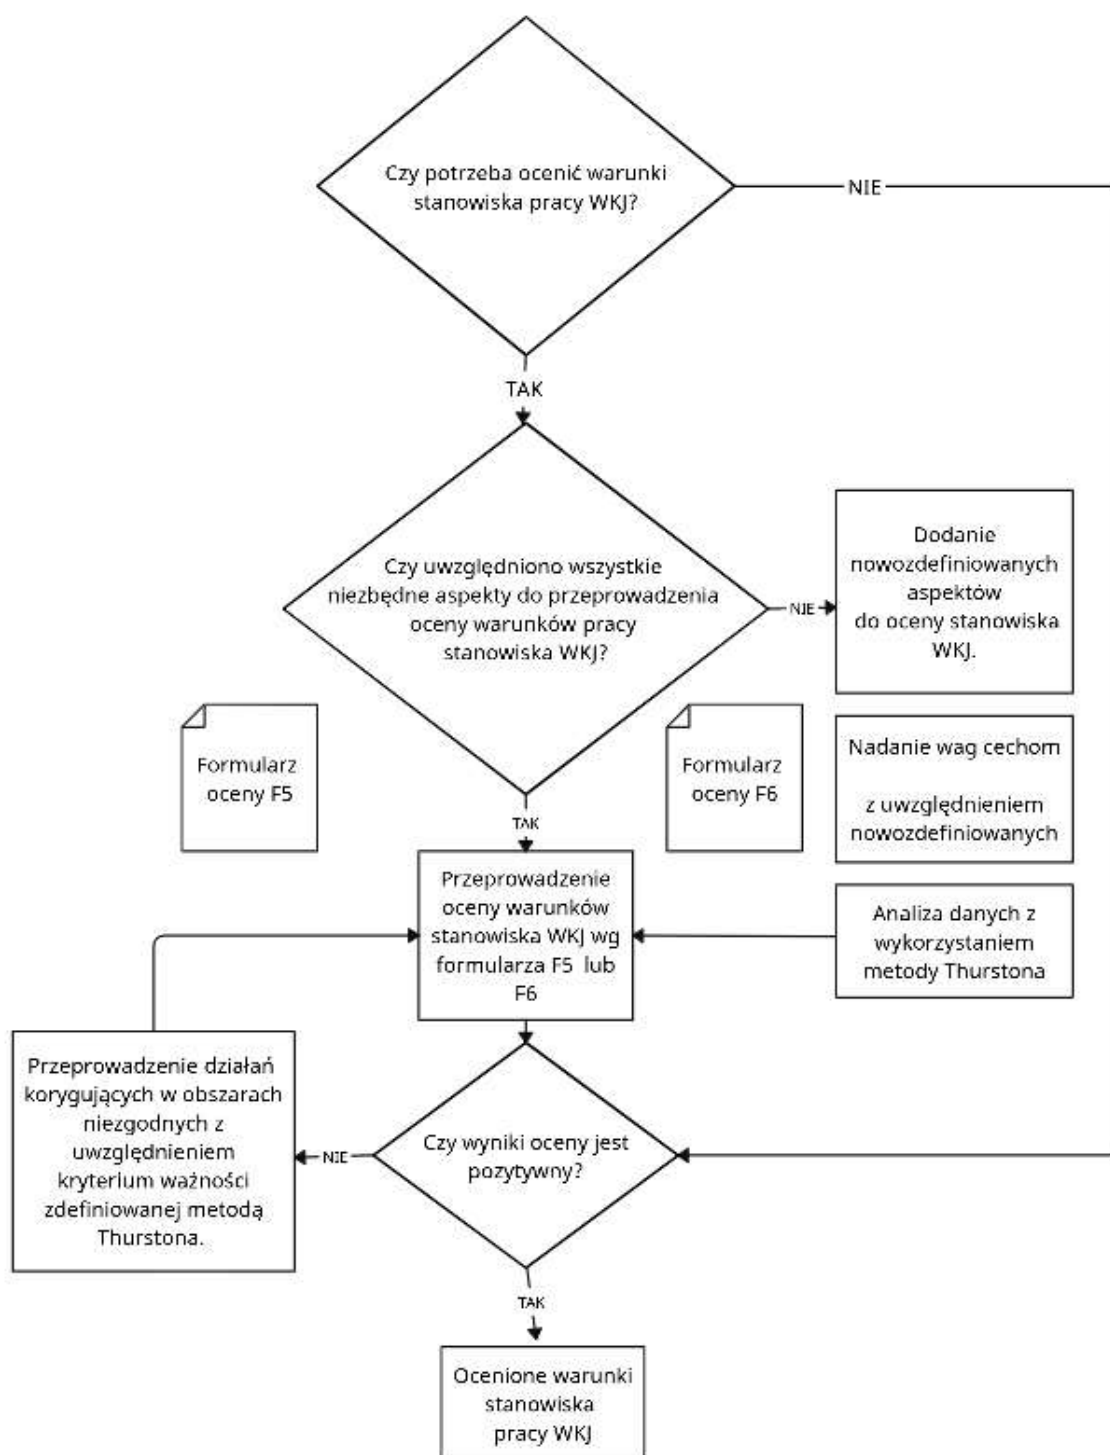 Czy potrzeba ocenić warunki
stanowiska pracy WKJ?
NIE
TAK
Czy uwzględniono wszystkie
niezbędne aspekty do przeprowadzenia
oceny warunków pracy
stanowiska WKJ?
NIE
Dodanie
nowozdefiniowanych
aspektów
do oceny stanowiska
WKJ.
Formularz
oceny F5
Formularz
oceny F6
Nadanie wag cechom
z uwzględnieniem
nowozdefiniowanych
TAK
Przeprowadzenie
oceny warunków
stanowiska WKJ wg
formularza F5 lub
F6
Analiza danych z
wykorzystaniem
metody Thurstona
Przeprowadzenie działań
korygujących w obszarach
niezgodnych z
uwzględnieniem
kryterium ważności
zdefiniowanej metodą
Thurstona.
NIE
Czy wyniki oceny jest
pozytywny?
TAK
Ocenione warunki
stanowiska
pracy WKJ